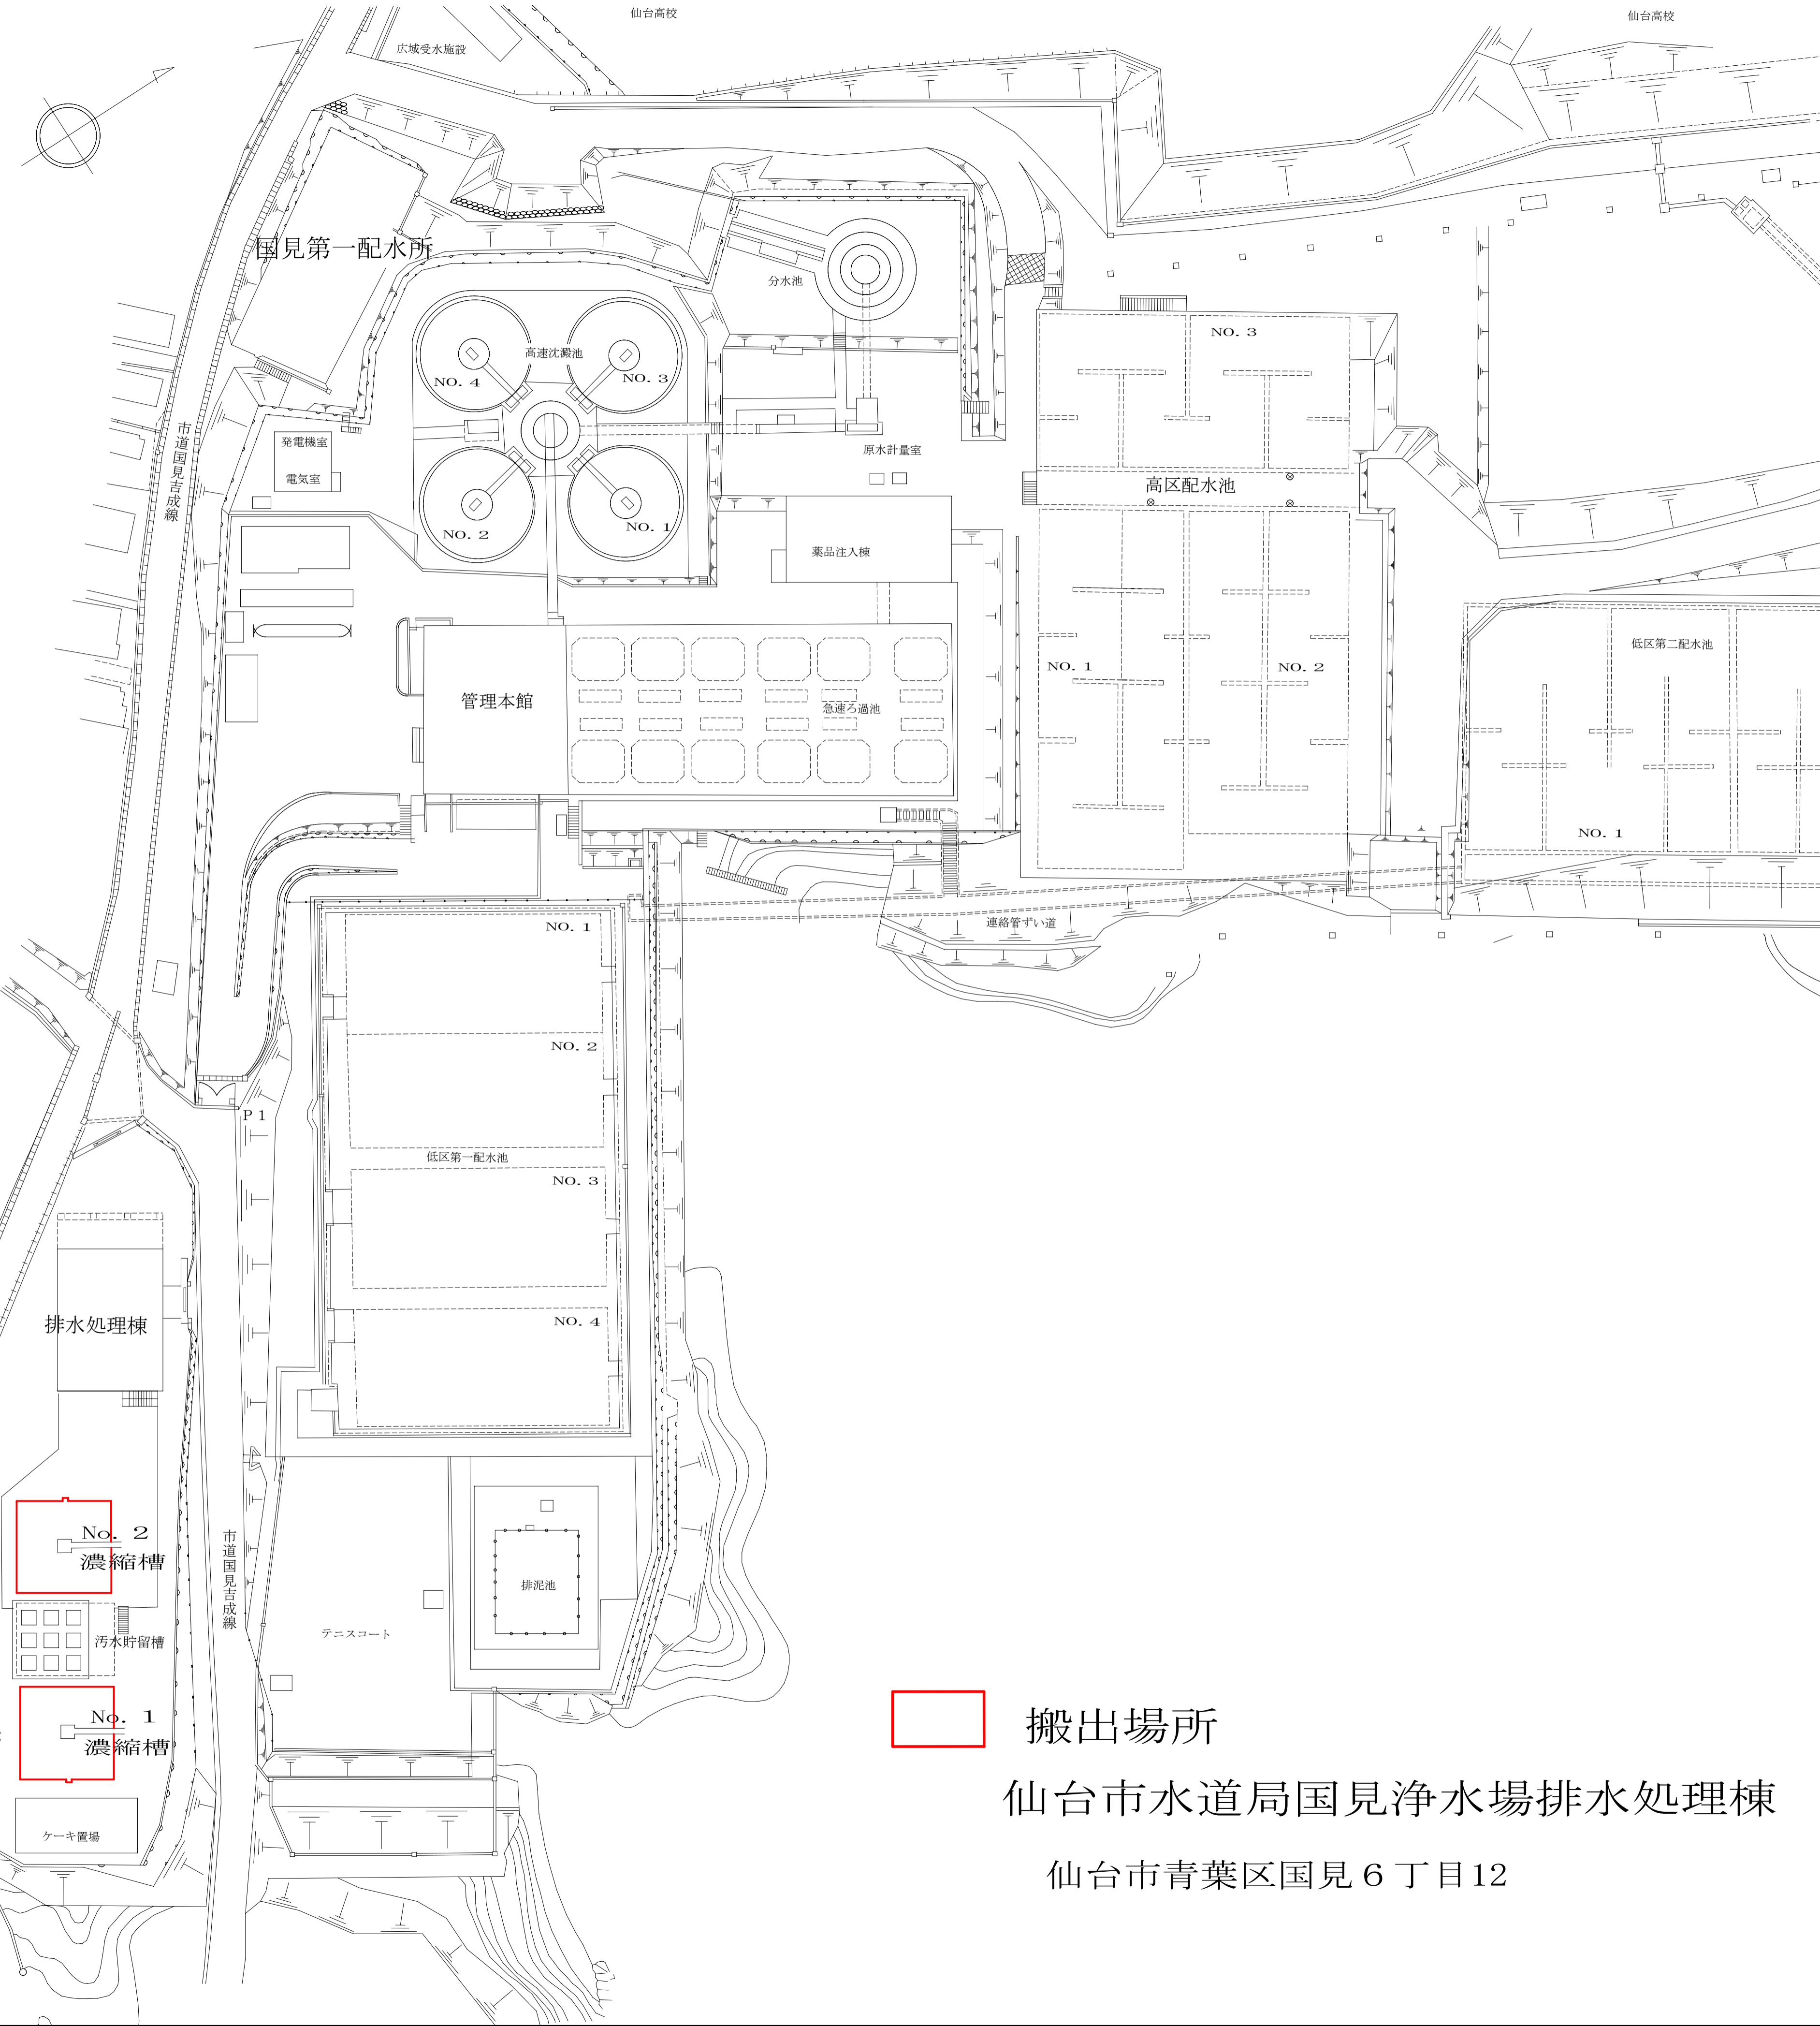 仙台高校
仙台高校
広域受水施設
国見第一配水所
分水池
NO. 3
高速沈澱池
NO. 4
NO. 3
市道国見吉成線
発電機室
電気室
原水計量室
高区配水池
NO. 2
NO. 1
薬品注入棟
低区第二配水池
NO. 1
NO. 2
管理本館
急速ろ過池
NO. 1
連絡管ずい道
NO. 1
NO. 2
P 1
低区第一配水池
NO. 3
NO. 4
排水処理棟
No. 2
濃縮槽
市道国見吉成線
排泥池
テニスコート
汚水貯留槽
No. 1
濃縮槽
ケーキ置場
搬出場所
仙台市水道局国見浄水場排水処理棟
仙台市青葉区国見6丁目12